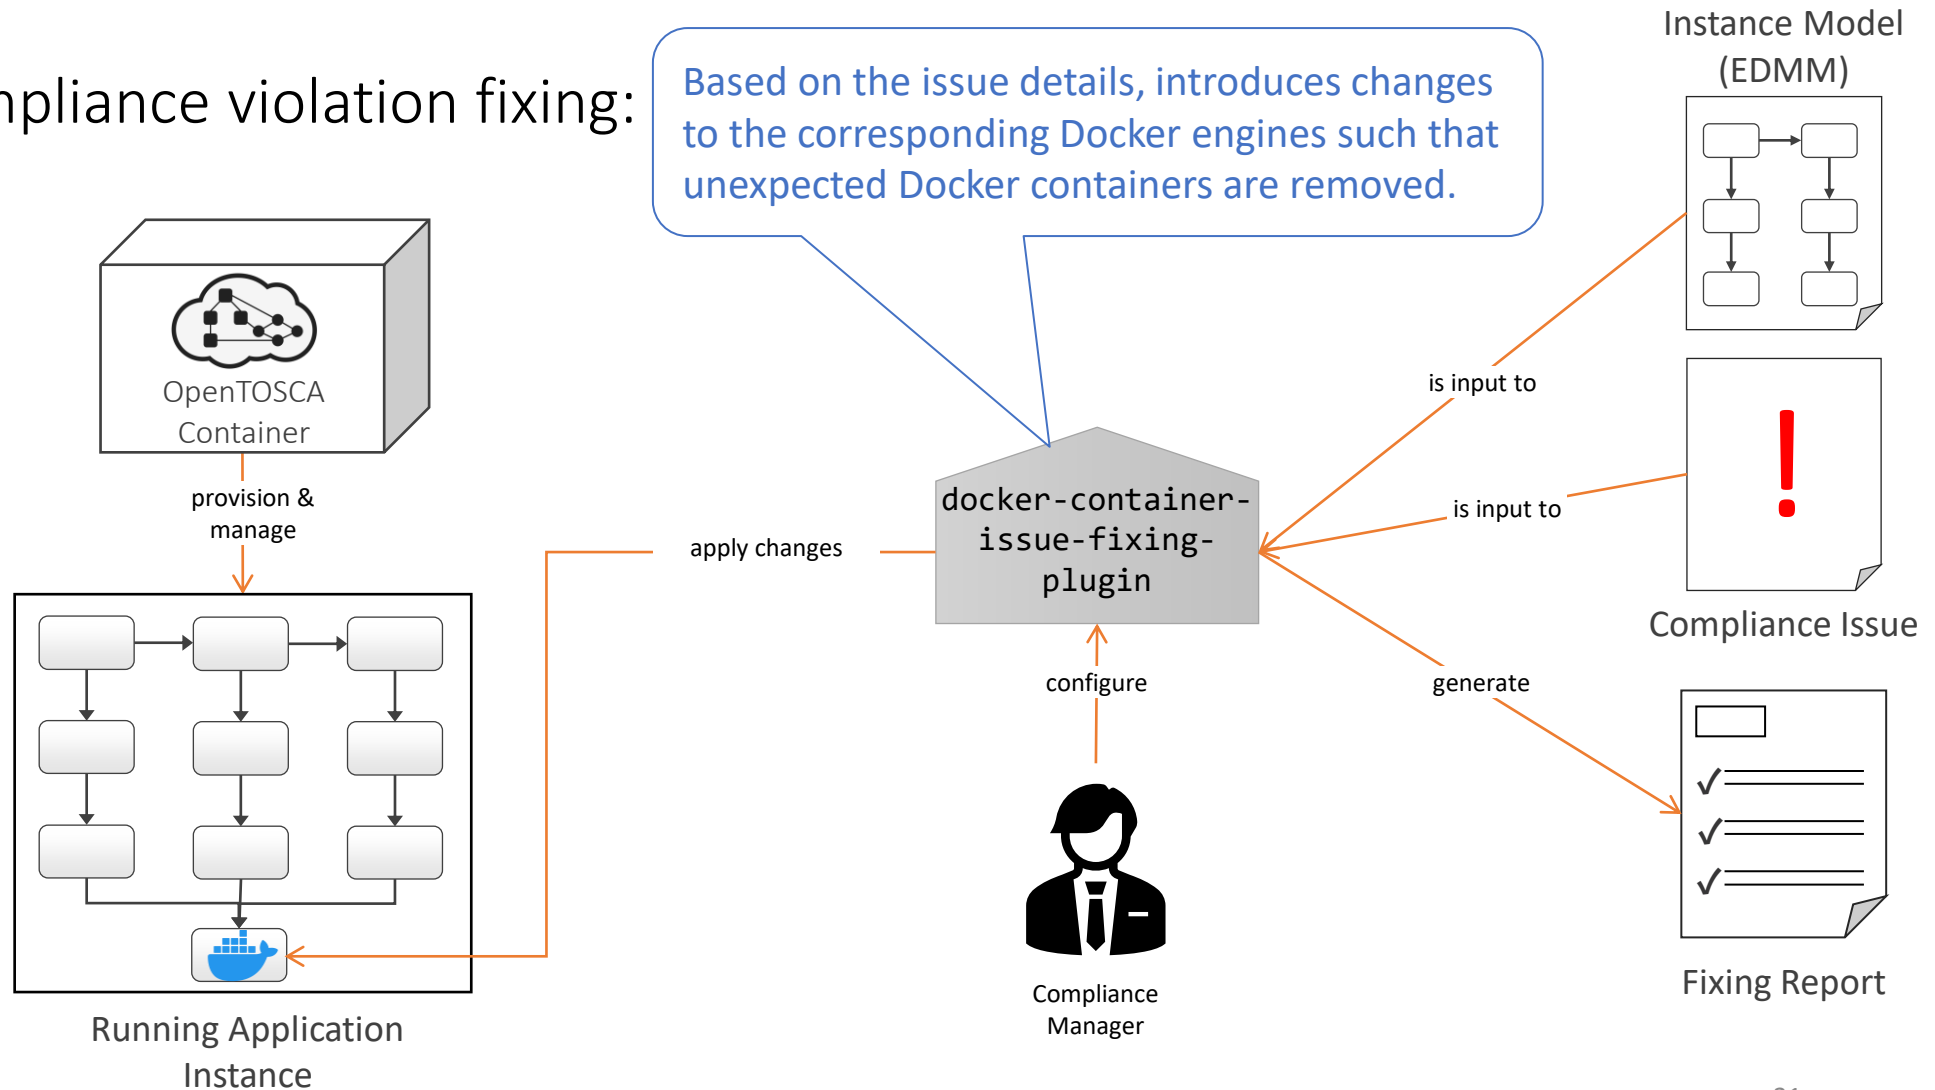 mpliance violation fixing:
Based on the issue details, introduces changes
to the corresponding Docker engines such that
unexpected Docker containers are removed.
Instance Model
(EDMM)
OpenTOSCA
Container
provision &
manage
apply changes
docker-container-
issue-fixing-
plugin
is input to
is input to
Compliance Issue
configure
generate
Compliance
Manager
Fixing Report
Running Application
Instance